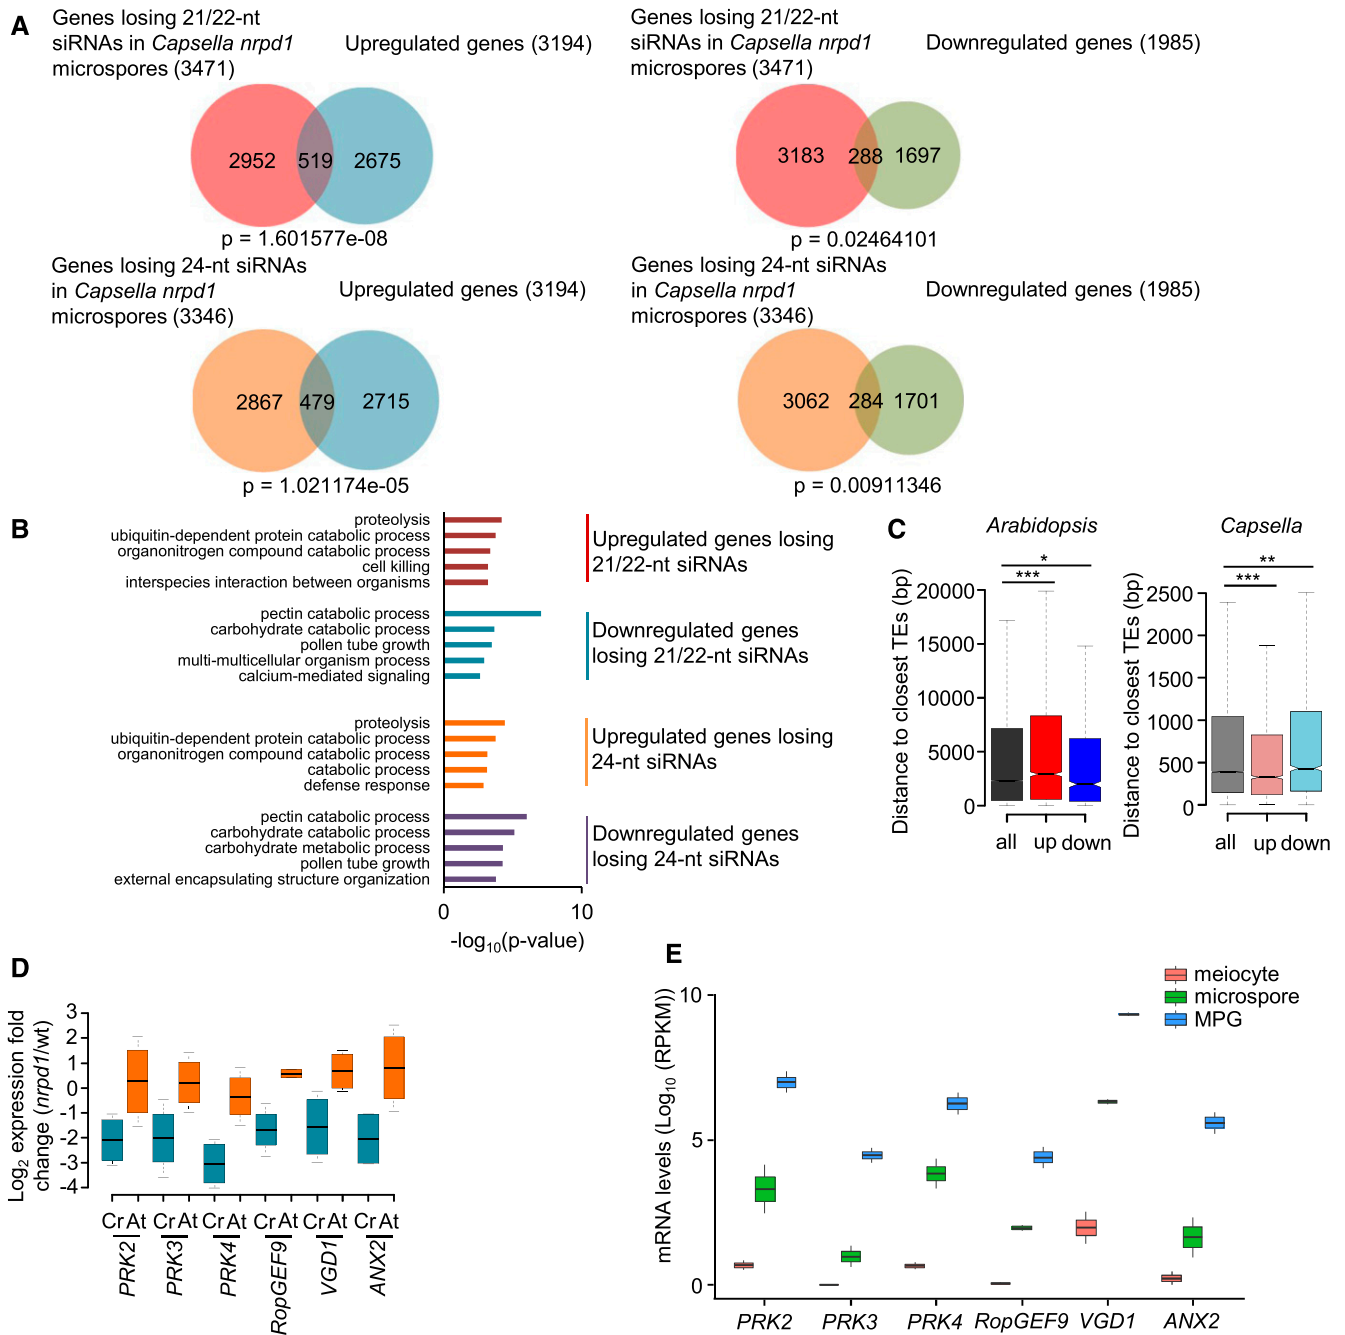 A
Genes losing 21/22-nt
siRNAs in Capsella nrpd1
microspores (3471)
Upregulated genes (3194)
2952 519 2675
p = 1.601577e-08
Genes losing 21/22-nt
siRNAs in Capsella nrpd1
microspores (3471)
Downregulated genes (1985)
3183 288 1697
p = 0.02464101
Genes losing 24-nt siRNAs
in Capsella nrpd1
microspores (3346)
Upregulated genes (3194)
2867 479 2715
p = 1.021174e-05
Genes losing 24-nt siRNAs
in Capsella nrpd1
microspores (3346)
Downregulated genes (1985)
3062 284 1701
p = 0.00911346
B
proteolysis
ubiquitin-dependent protein catabolic process
organonitrogen compound catabolic process
cell killing
interspecies interaction between organisms
Upregulated genes losing
21/22-nt siRNAs
pectin catabolic process
carbohydrate catabolic process
pollen tube growth
multi-multicellular organism process
calcium-mediated signaling
Downregulated genes
losing 21/22-nt siRNAs
proteolysis
ubiquitin-dependent protein catabolic process
organonitrogen compound catabolic process
catabolic process
defense response
Upregulated genes losing
24-nt siRNAs
pectin catabolic process
carbohydrate catabolic process
carbohydrate metabolic process
pollen tube growth
external encapsulating structure organization
Downregulated genes
losing 24-nt siRNAs
0 10
-log10(p-value)
C
Arabidopsis
Distance to closest TEs (bp)
20000
15000
10000
5000
0
*
***
all up down
Capsella
Distance to closest TEs (bp)
2500
2000
1500
1000
500
0
**
***
all up down
D
Log2 expression fold
change (nrpd1/wt)
3
2
1
0
-1
-2
-3
-4
Cr At Cr At Cr At Cr At Cr At Cr At
PRK2 PRK3 PRK4 RopGEF9 VGD1 ANX2
E
mRNA levels (Log10 (RPKM))
10
5
0
meiocyte
microspore
MPG
PRK2 PRK3 PRK4 RopGEF9 VGD1 ANX2